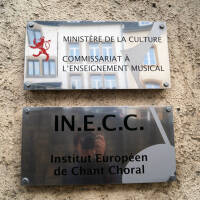 MINISTÈRE DE LA CULTURE
COMMISSARIAT À
L'ENSEIGNEMENT MUSICAL
IN.E.C.C.
Institut Européen
de Chant Choral